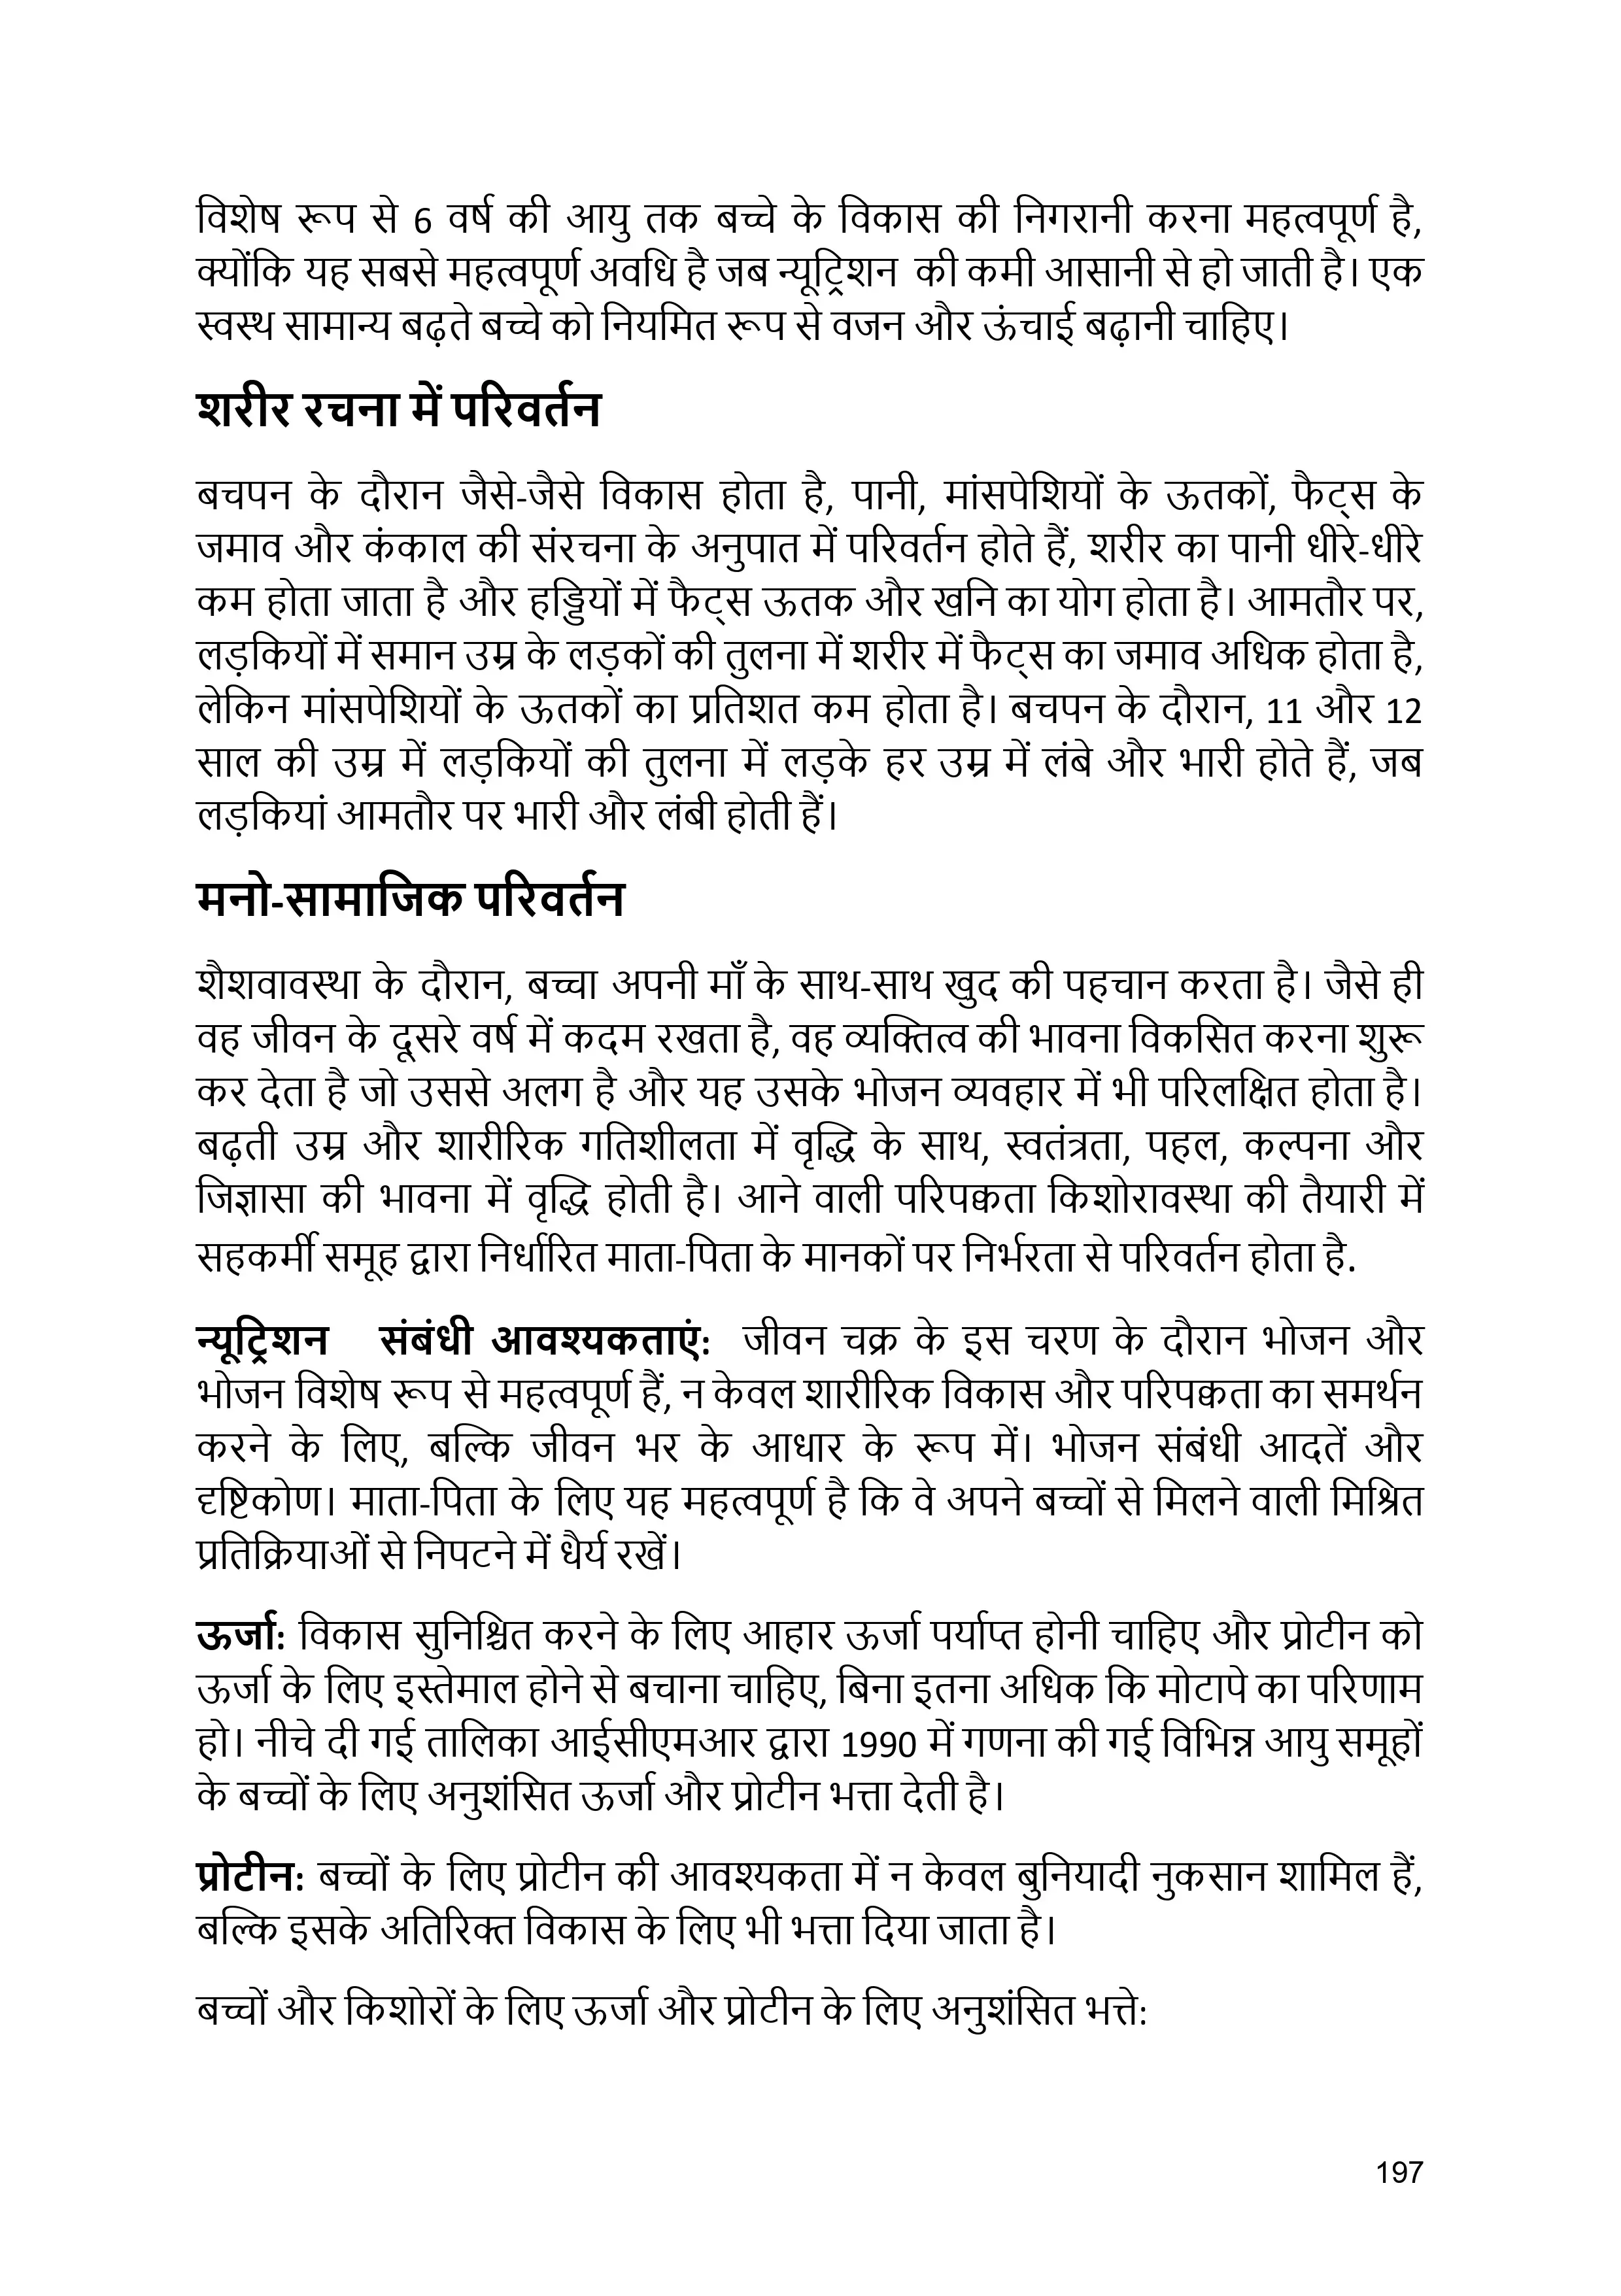 विशेष रूप से 6 वर्ष की आयु तक बच्चे के विकास की निगरानी करना महत्वपूर्ण है,
क्योंकि यह सबसे महत्वपूर्ण अवधि है जब न्यूट्रिशन की कमी आसानी से हो जाती है। एक
स्वस्थ सामान्य बढ़ते बच्चे को नियमित रूप से वजन और ऊंचाई बढ़ानी चाहिए।
शरीर रचना में परिवर्तन
बचपन के दौरान जैसे-जैसे विकास होता है, पानी, मांसपेशियों के ऊतकों, फैट्स के
जमाव और कंकाल की संरचना के अनुपात में परिवर्तन होते हैं, शरीर का पानी धीरे-धीरे
कम होता जाता है और हड्डियों में फैट्स ऊतक और खनि का योग होता है। आमतौर पर,
लड़कियों में समान उम्र के लड़कों की तुलना में शरीर में फैट्स का जमाव अधिक होता है,
लेकिन मांसपेशियों के ऊतकों का प्रतिशत कम होता है। बचपन के दौरान, 11 और 12
साल की उम्र में लड़कियों की तुलना में लड़के हर उम्र में लंबे और भारी होते हैं, जब
लड़कियां आमतौर पर भारी और लंबी होती हैं।
मनो-सामाजिक परिवर्तन
शैशवावस्था के दौरान, बच्चा अपनी माँ के साथ-साथ खुद की पहचान करता है। जैसे ही
वह जीवन के दूसरे वर्ष में कदम रखता है, वह व्यक्तित्व की भावना विकसित करना शुरू
कर देता है जो उससे अलग है और यह उसके भोजन व्यवहार में भी परिलक्षित होता है।
बढ़ती उम्र और शारीरिक गतिशीलता में वृद्धि के साथ, स्वतंत्रता, पहल, कल्पना और
जिज्ञासा की भावना में वृद्धि होती है। आने वाली परिपक्वता किशोरावस्था की तैयारी में
सहकर्मी समूह द्वारा निर्धारित माता-पिता के मानकों पर निर्भरता से परिवर्तन होता है.
न्यूट्रिशन संबंधी आवश्यकताएं: जीवन चक्र के इस चरण के दौरान भोजन और
भोजन विशेष रूप से महत्वपूर्ण हैं, न केवल शारीरिक विकास और परिपक्वता का समर्थन
करने के लिए, बल्कि जीवन भर के आधार के रूप में। भोजन संबंधी आदतें और
दृष्टिकोण। माता-पिता के लिए यह महत्वपूर्ण है कि वे अपने बच्चों से मिलने वाली मिश्रित
प्रतिक्रियाओं से निपटने में धैर्य रखें।
ऊर्जा: विकास सुनिश्चित करने के लिए आहार ऊर्जा पर्याप्त होनी चाहिए और प्रोटीन को
ऊर्जा के लिए इस्तेमाल होने से बचाना चाहिए, बिना इतना अधिक कि मोटापे का परिणाम
हो। नीचे दी गई तालिका आईसीएमआर द्वारा 1990 में गणना की गई विभिन्न आयु समूहों
के बच्चों के लिए अनुशंसित ऊर्जा और प्रोटीन भत्ता देती है।
प्रोटीन: बच्चों के लिए प्रोटीन की आवश्यकता में न केवल बुनियादी नुकसान शामिल हैं,
बल्कि इसके अतिरिक्त विकास के लिए भी भत्ता दिया जाता है।
बच्चों और किशोरों के लिए ऊर्जा और प्रोटीन के लिए अनुशंसित भत्ते:
197